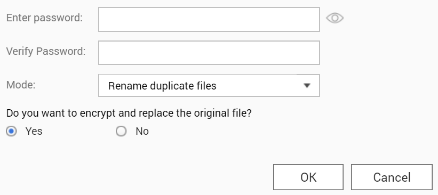 Enter password:
Verify Password:
Mode: Rename duplicate files
Do you want to encrypt and replace the original file?
Yes No
OK Cancel